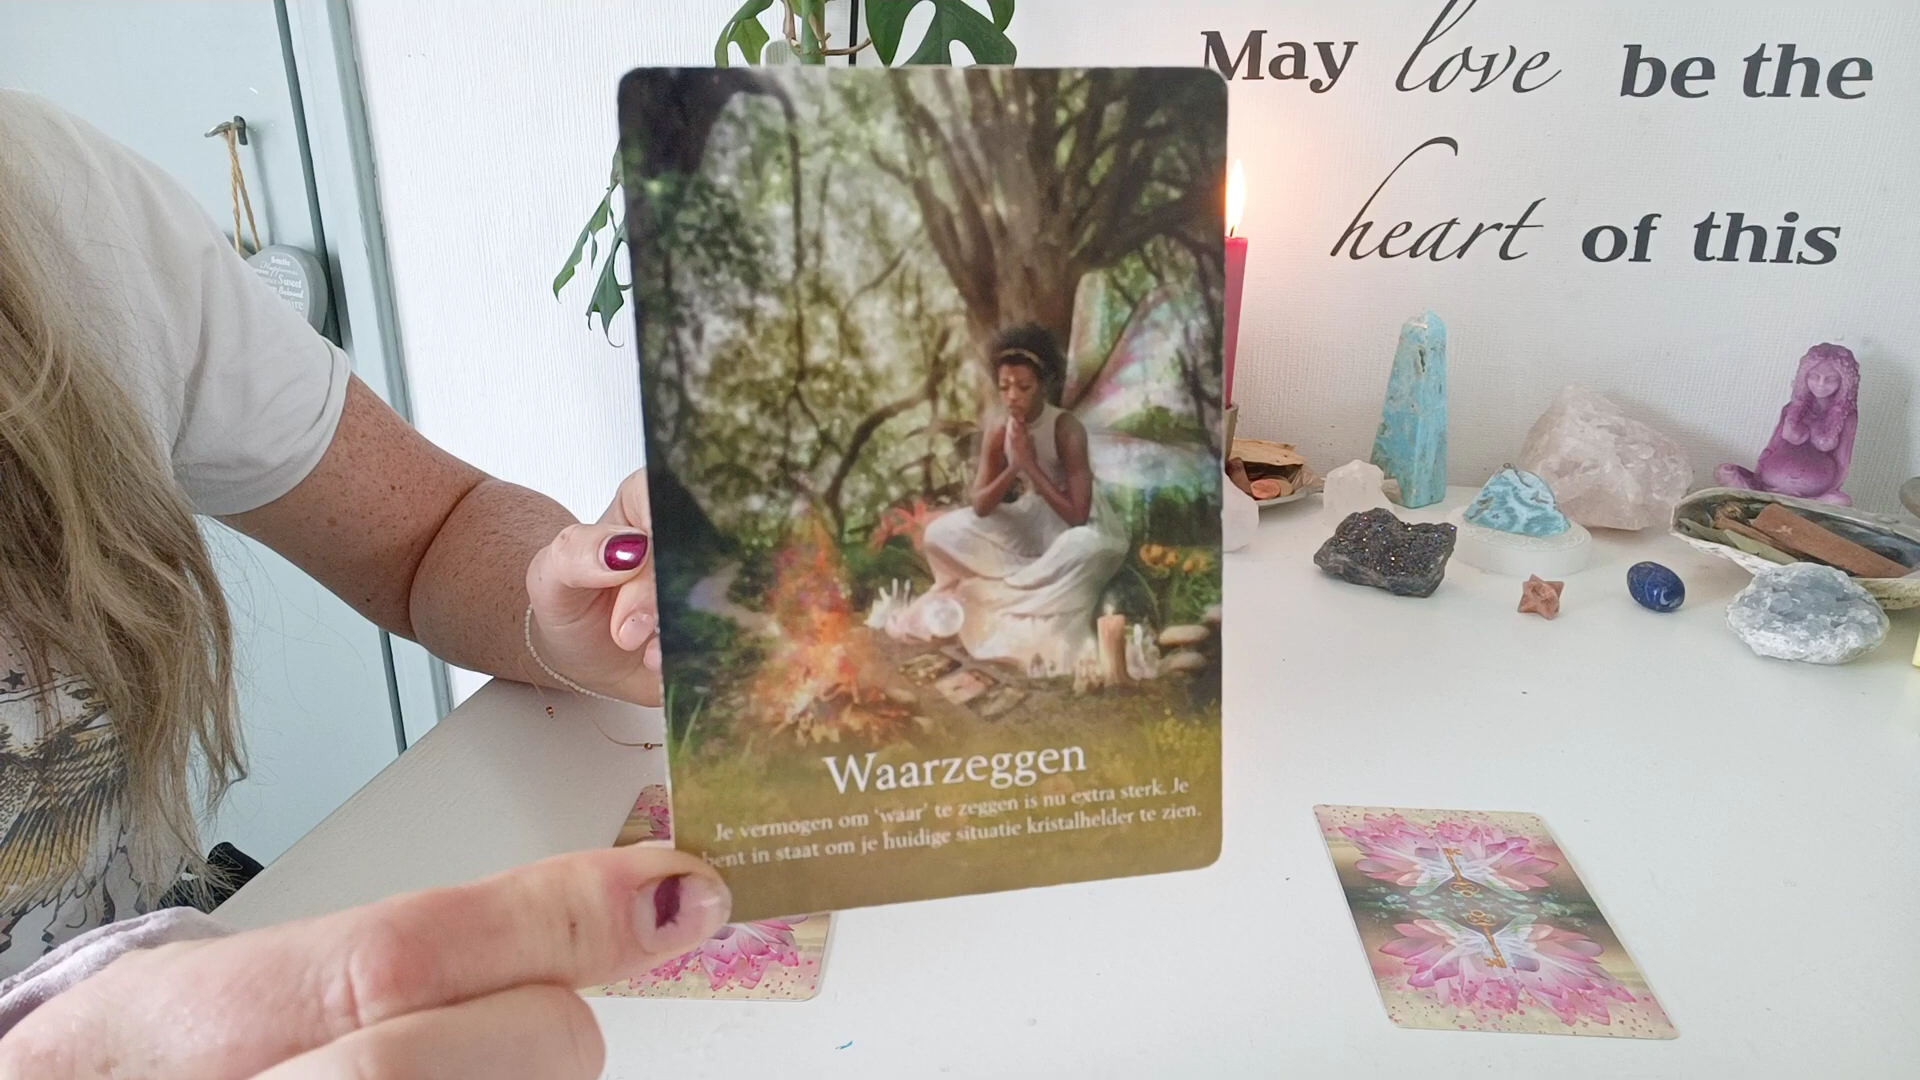 May love be the
heart of this
Waarzeggen
Je vermogen om 'waar' te zeggen is nu extra sterk. Je
bent in staat om je huidige situatie kristalhelder te zien.